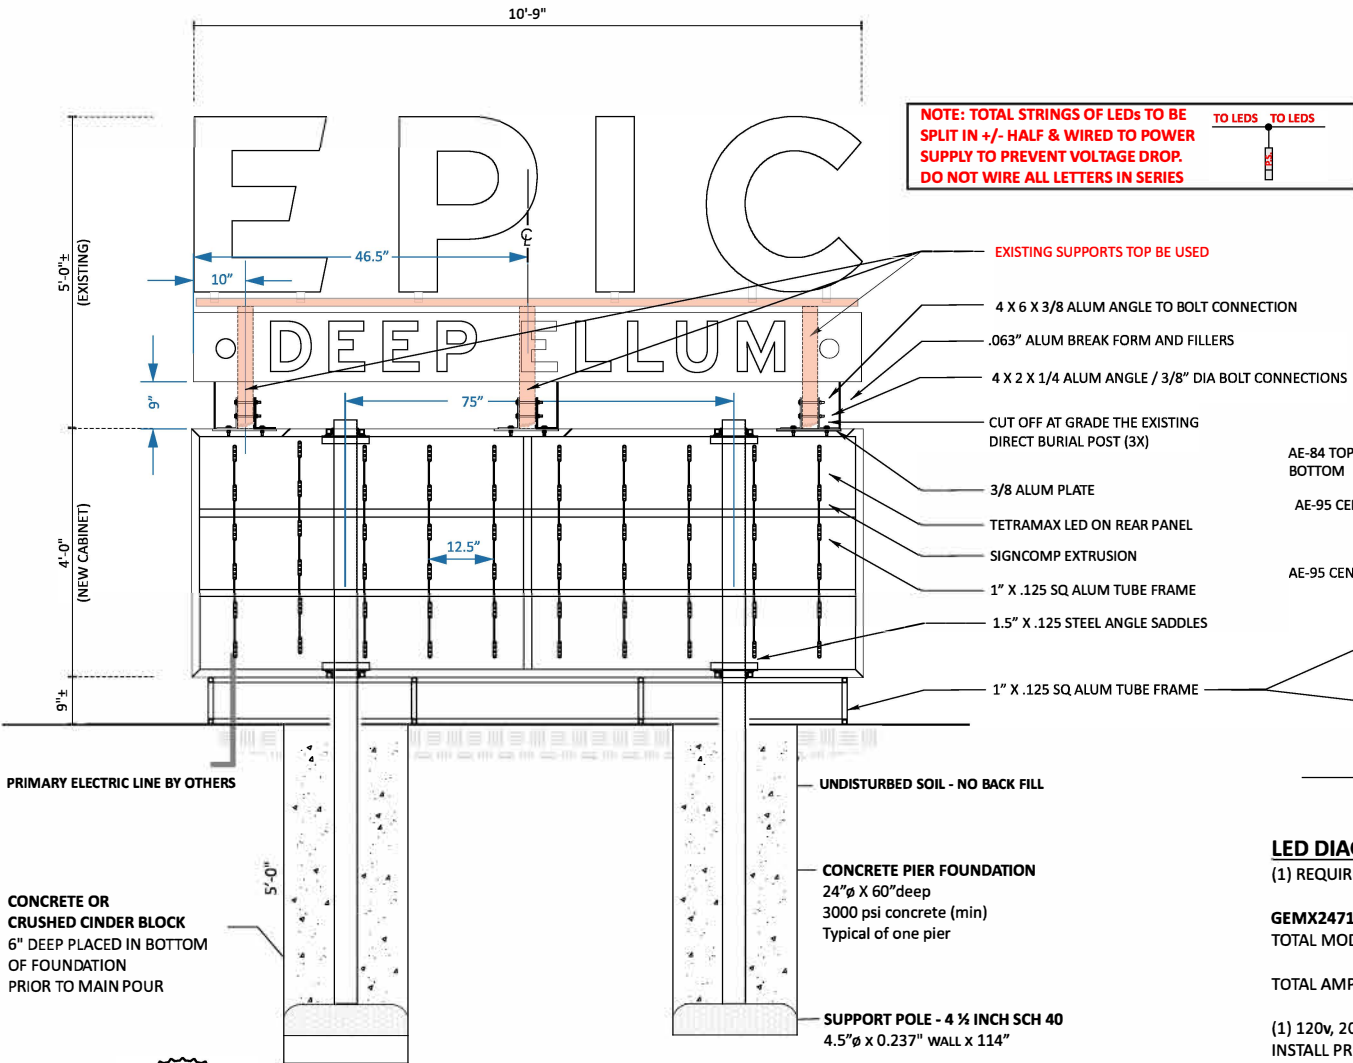 10'-9"
EPIC
DEEP ELLUM
5'-0"±
(EXISTING)
46.5"
℄
10"
9"
75"
12.5"
4'-0"
(NEW CABINET)
9"±
5'-0"
NOTE: TOTAL STRINGS OF LEDs TO BE
SPLIT IN +/- HALF & WIRED TO POWER
SUPPLY TO PREVENT VOLTAGE DROP.
DO NOT WIRE ALL LETTERS IN SERIES
TO LEDS TO LEDS
P.S.
EXISTING SUPPORTS TOP BE USED
4 X 6 X 3/8 ALUM ANGLE TO BOLT CONNECTION
.063" ALUM BREAK FORM AND FILLERS
4 X 2 X 1/4 ALUM ANGLE / 3/8" DIA BOLT CONNECTIONS
CUT OFF AT GRADE THE EXISTING
DIRECT BURIAL POST (3X)
3/8 ALUM PLATE
TETRAMAX LED ON REAR PANEL
SIGNCOMP EXTRUSION
1" X .125 SQ ALUM TUBE FRAME
1.5" X .125 STEEL ANGLE SADDLES
1" X .125 SQ ALUM TUBE FRAME
AE-84 TOP
BOTTOM
AE-95 CEN
AE-95 CEN
PRIMARY ELECTRIC LINE BY OTHERS
UNDISTURBED SOIL - NO BACK FILL
CONCRETE OR
CRUSHED CINDER BLOCK
6" DEEP PLACED IN BOTTOM
OF FOUNDATION
PRIOR TO MAIN POUR
CONCRETE PIER FOUNDATION
24"ø X 60"deep
3000 psi concrete (min)
Typical of one pier
SUPPORT POLE - 4 ½ INCH SCH 40
4.5"ø x 0.237" WALL x 114"
LED DIAG
(1) REQUIR
GEMX2471
TOTAL MOD
TOTAL AMP
(1) 120v, 20
INSTALL PR